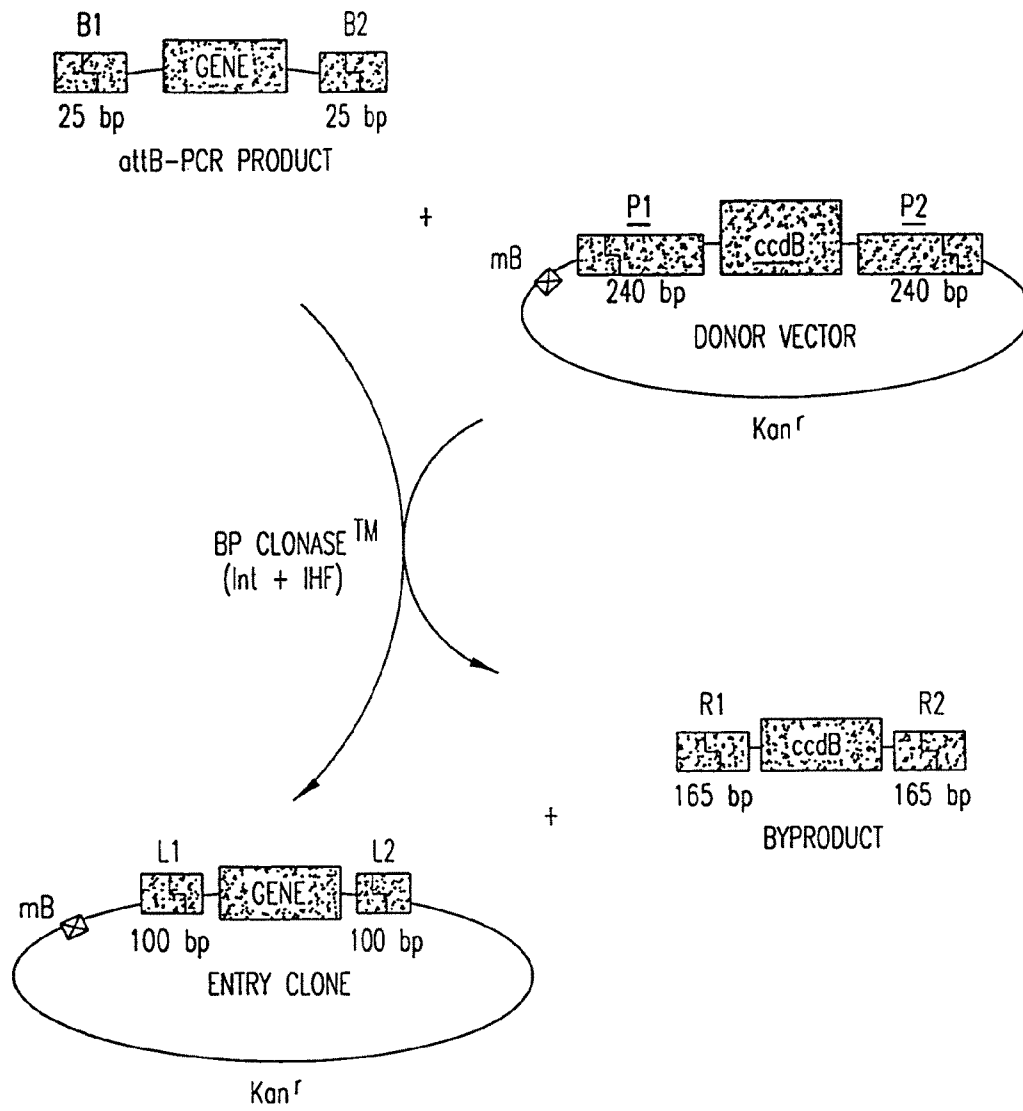 B1 B2
GENE
25 bp 25 bp
attB-PCR PRODUCT
+
P1 P2
ccdB
mB
240 bp 240 bp
DONOR VECTOR
Kanʳ
BP CLONASE™
(Int + IHF)
R1 R2
ccdB
165 bp 165 bp
BYPRODUCT
+
L1 L2
GENE
mB
100 bp 100 bp
ENTRY CLONE
Kanʳ